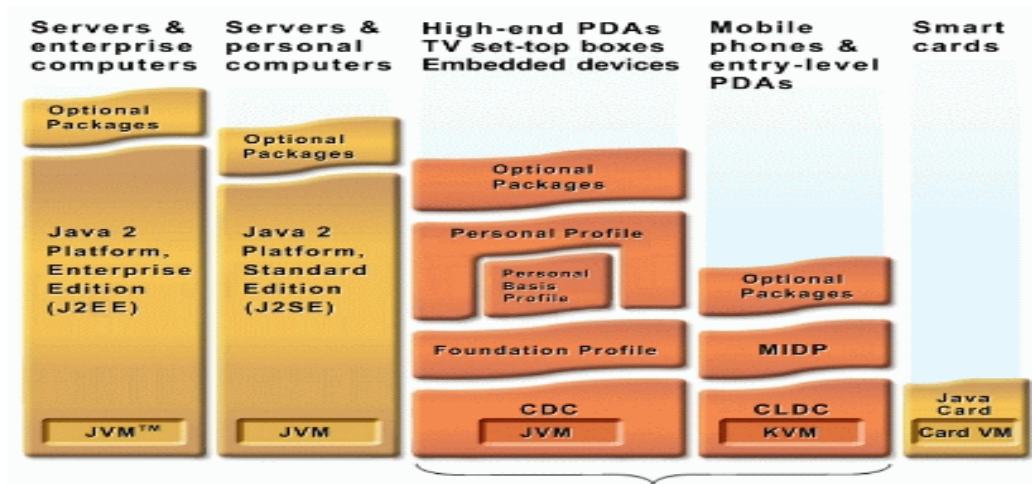 Servers &
enterprise
computers
Servers &
personal
computers
High-end PDAs
TV set-top boxes
Embedded devices
Mobile
phones &
entry-level
PDAs
Smart
cards
Optional
Packages
Java 2
Platform,
Enterprise
Edition
(J2EE)
JVM™
Optional
Packages
Java 2
Platform,
Standard
Edition
(J2SE)
JVM
Optional
Packages
Personal Profile
Personal
Basis
Profile
Foundation Profile
CDC
JVM
Optional
Packages
MIDP
CLDC
KVM
Java
Card
Card VM